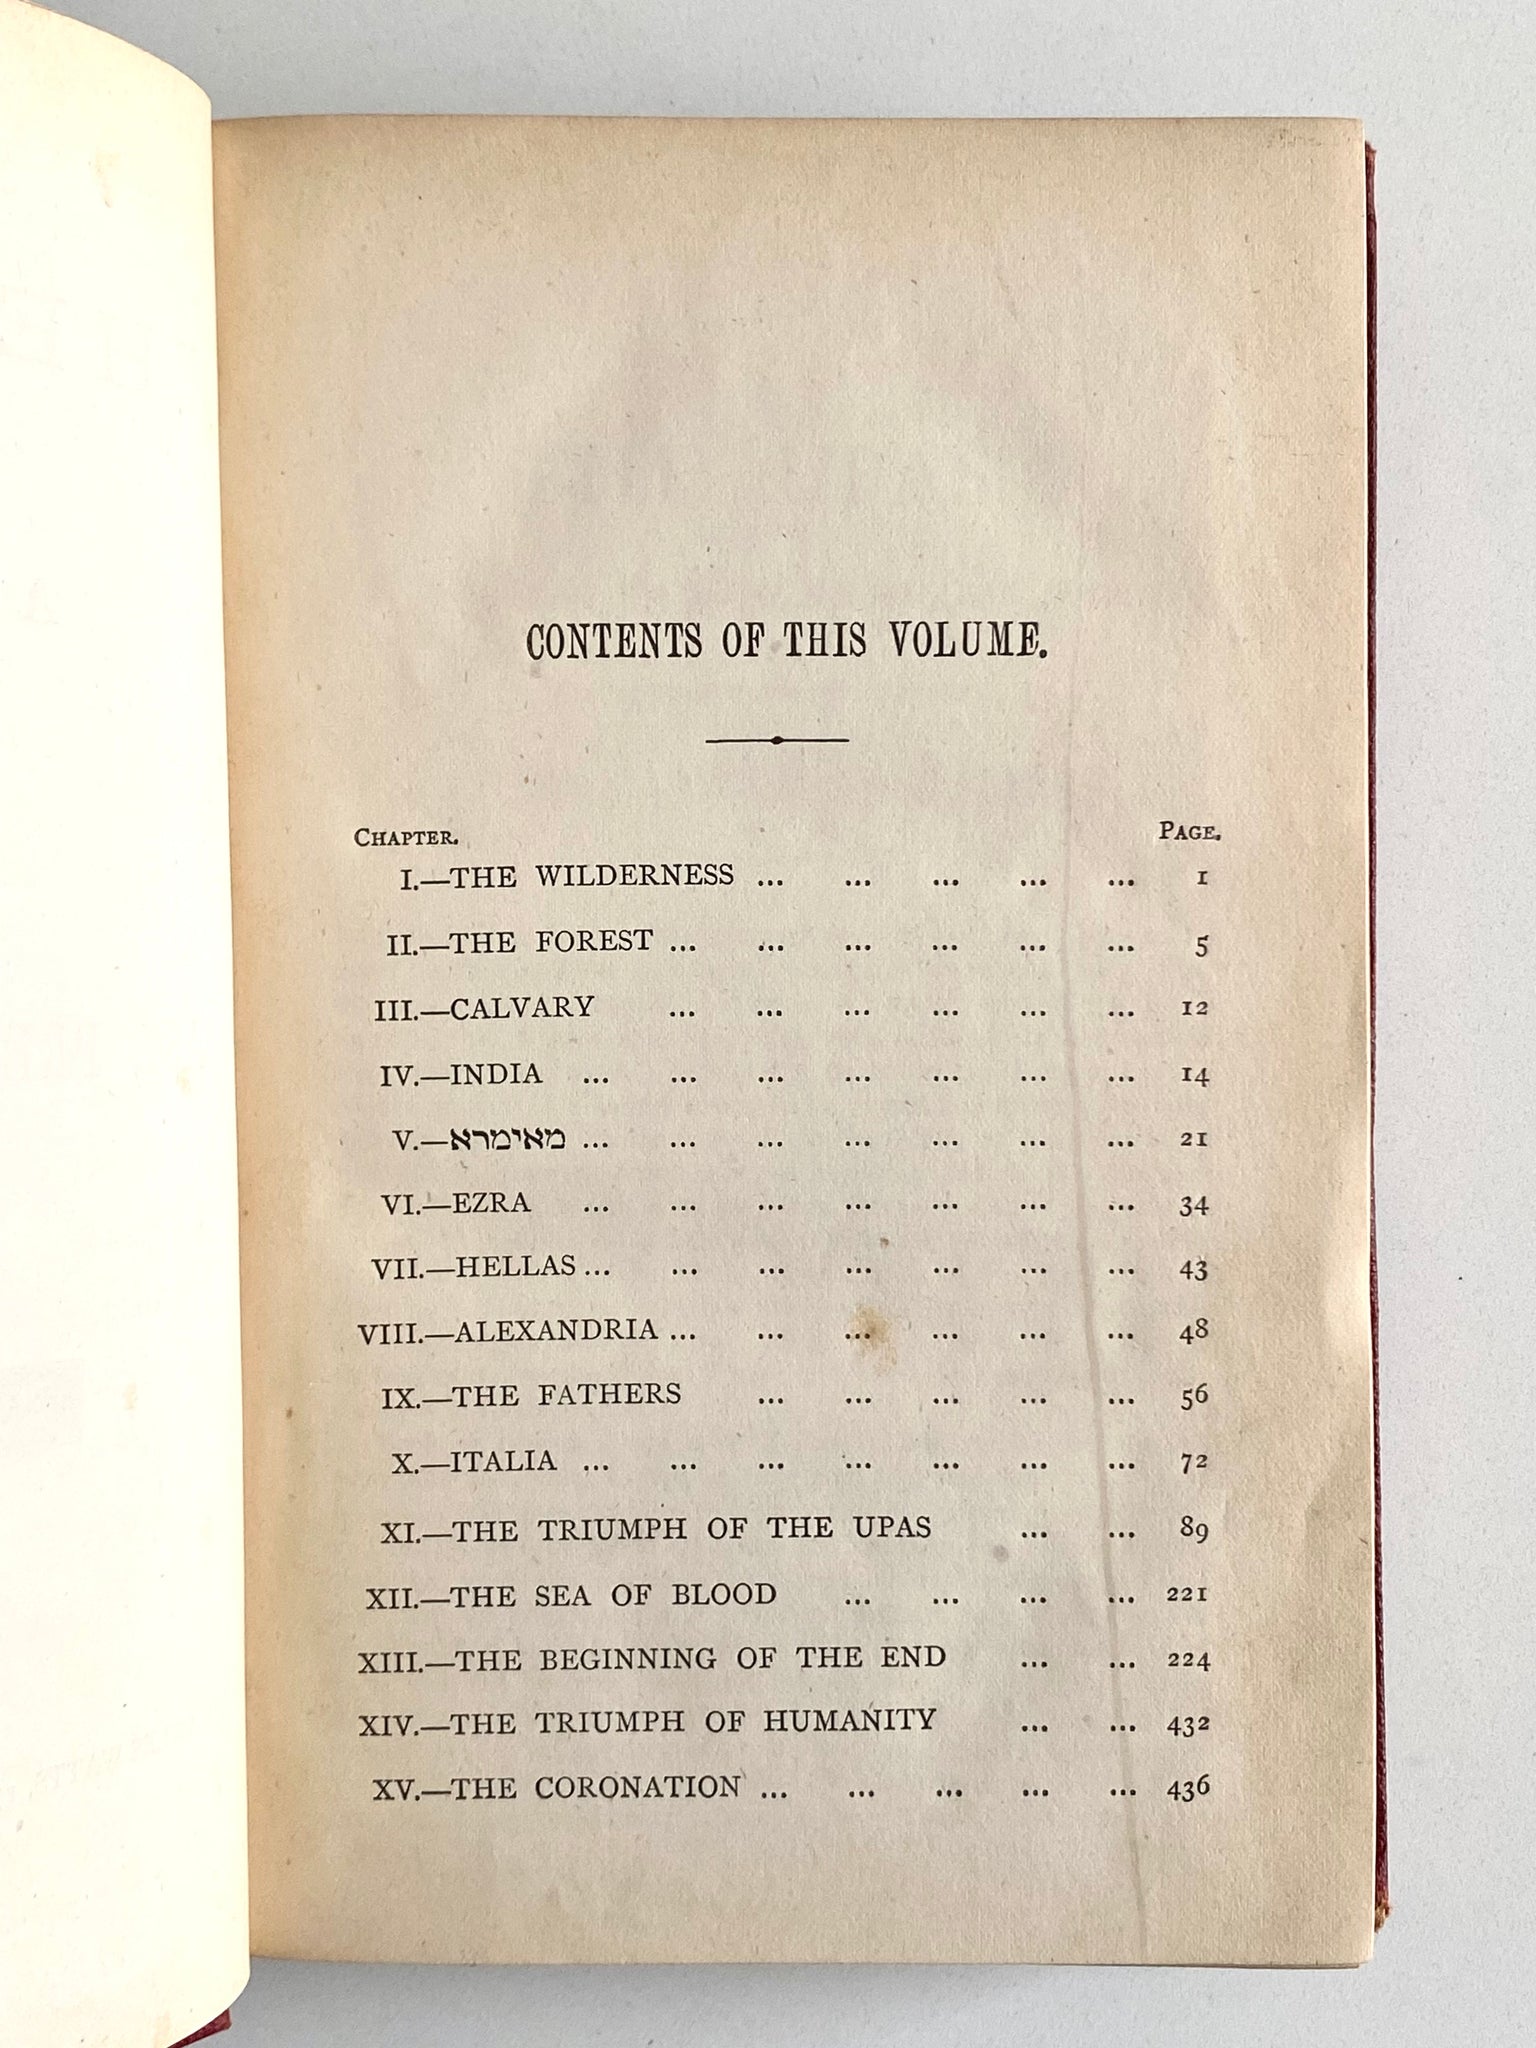 CONTENTS OF THIS VOLUME.
CHAPTER. PAGE.
I.—THE WILDERNESS ... ... ... ... ... 1
II.—THE FOREST ... ... ... ... ... ... 5
III.—CALVARY ... ... ... ... ... ... 12
IV.—INDIA ... ... ... ... ... ... ... 14
V.—מאימרא ... ... ... ... ... ... ... 21
VI.—EZRA ... ... ... ... ... ... ... 34
VII.—HELLAS ... ... ... ... ... ... ... 43
VIII.—ALEXANDRIA ... ... ... ... ... ... 48
IX.—THE FATHERS ... ... ... ... ... 56
X.—ITALIA ... ... ... ... ... ... ... 72
XI.—THE TRIUMPH OF THE UPAS ... ... 89
XII.—THE SEA OF BLOOD ... ... ... ... 221
XIII.—THE BEGINNING OF THE END ... ... 224
XIV.—THE TRIUMPH OF HUMANITY ... ... 432
XV.—THE CORONATION ... ... ... ... ... 436